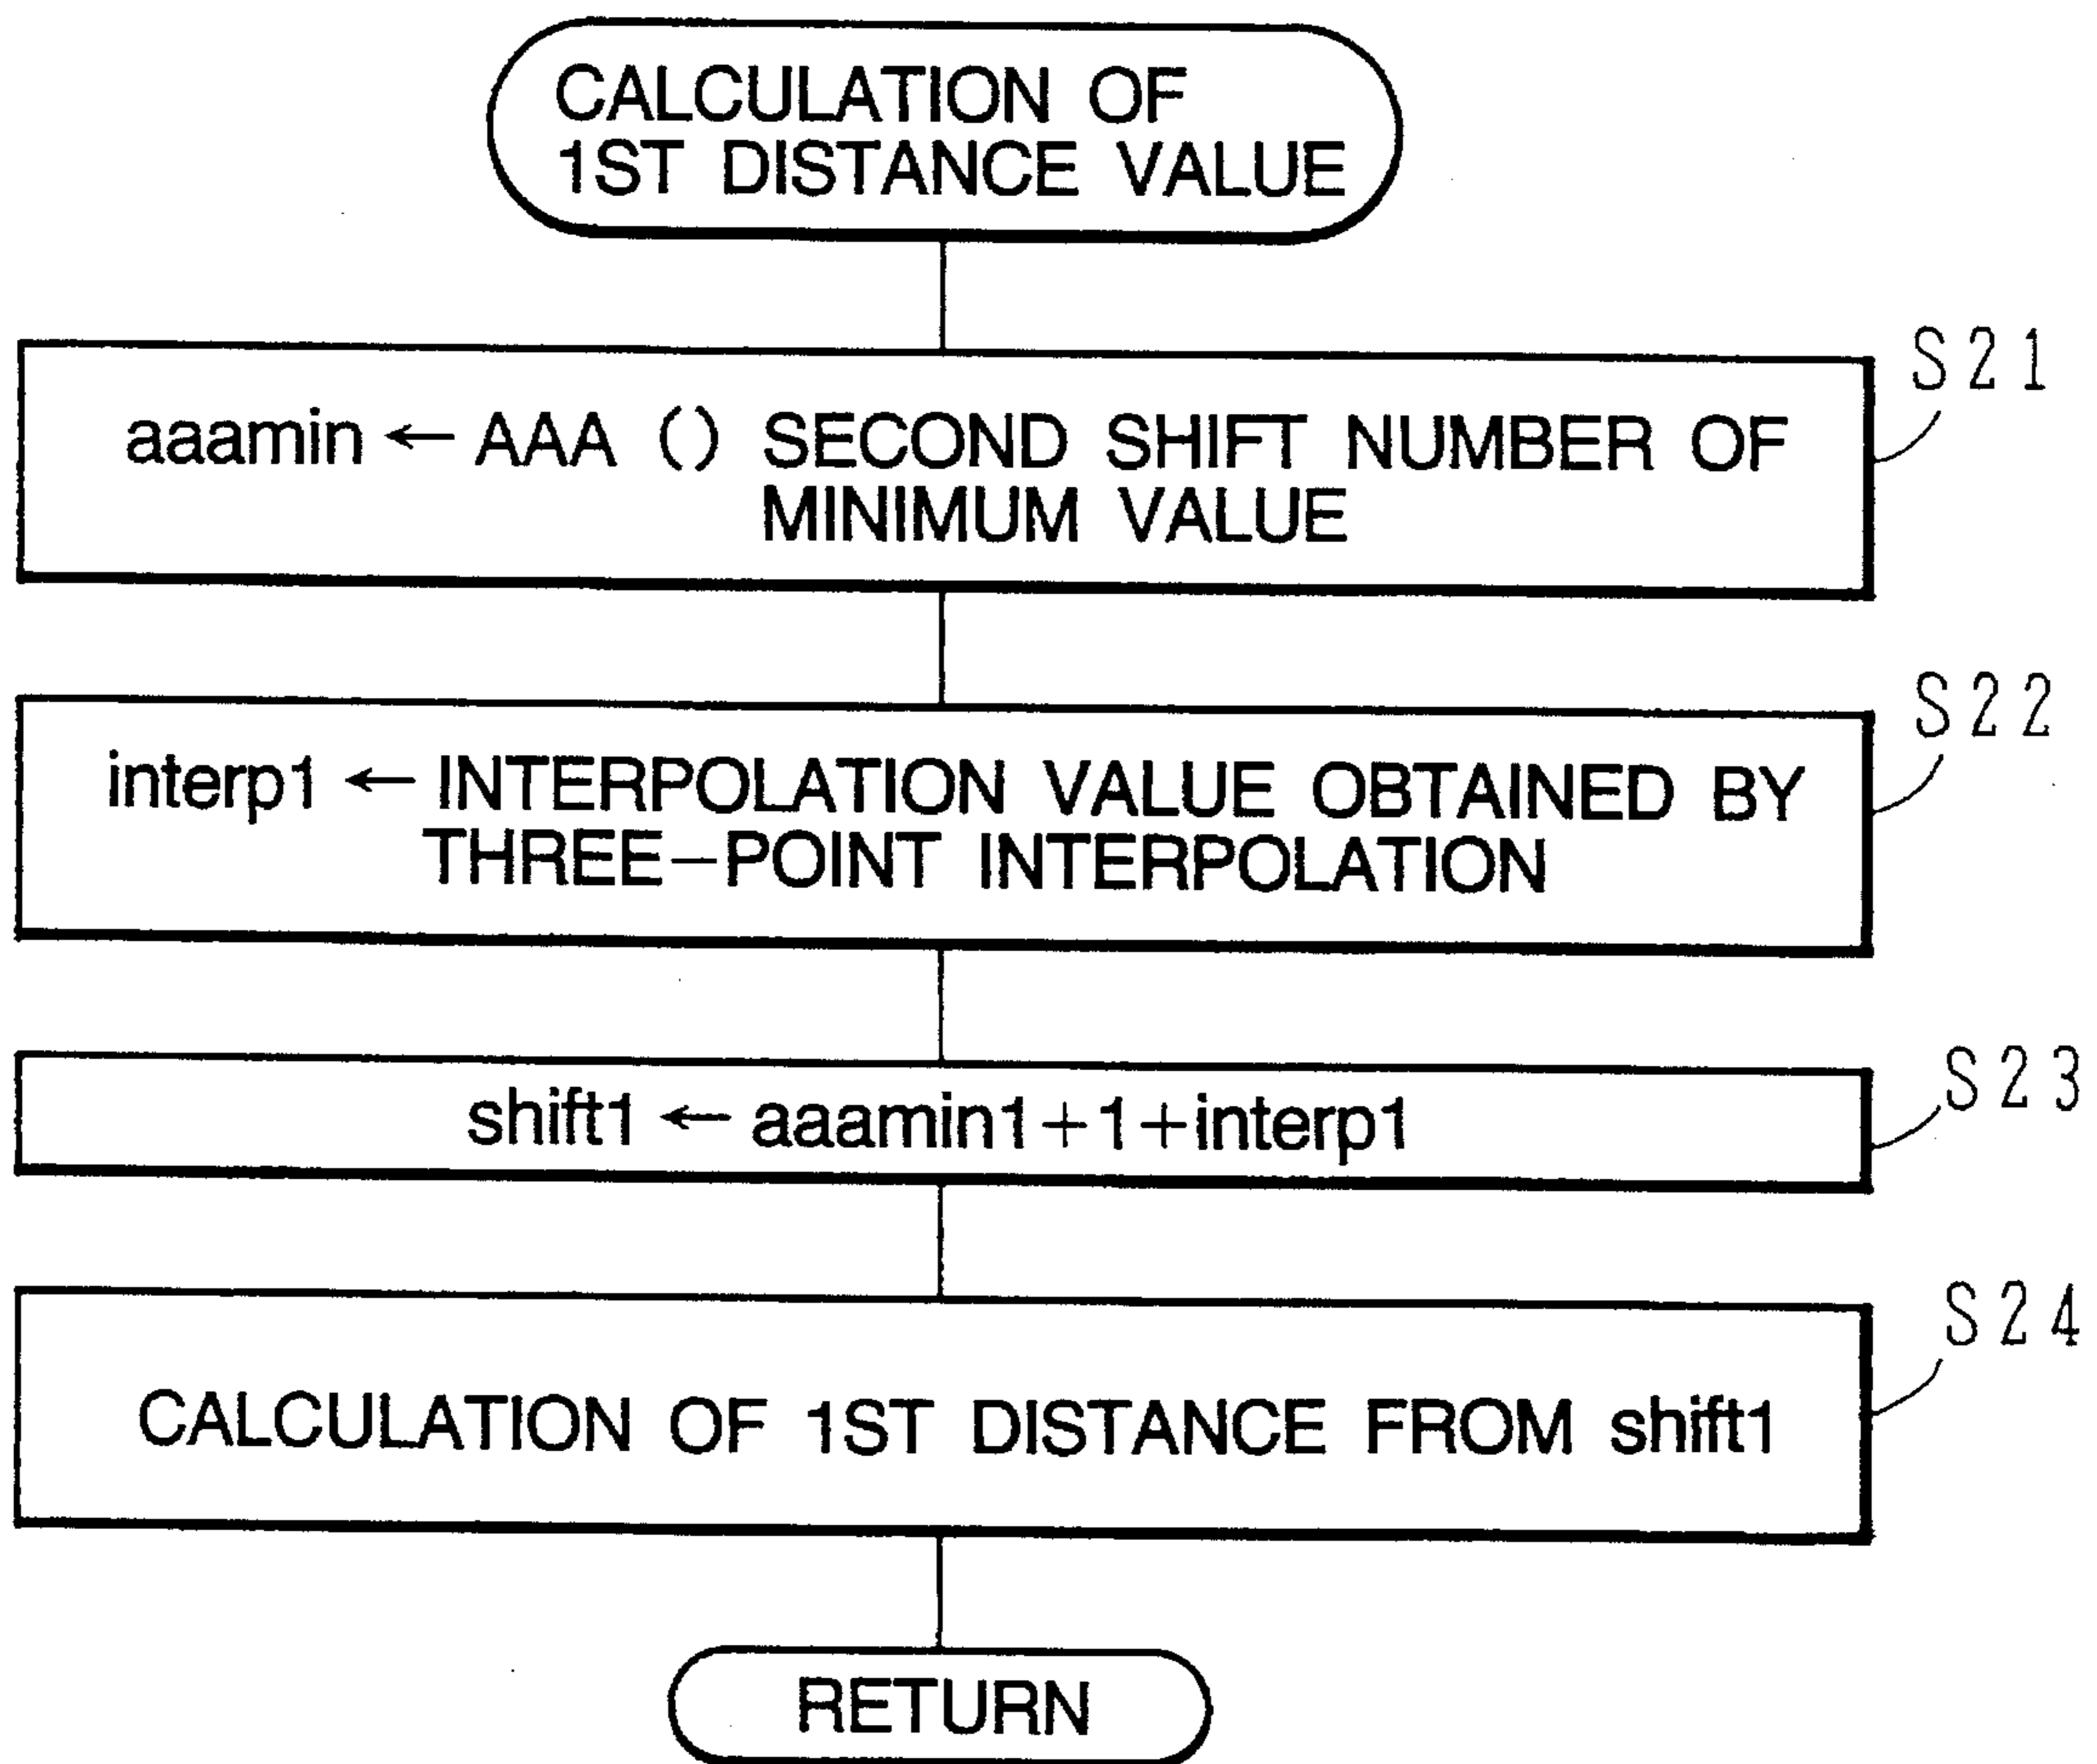 CALCULATION OF
1ST DISTANCE VALUE
S21
aaamin ← AAA () SECOND SHIFT NUMBER OF
MINIMUM VALUE
S22
interp1 ← INTERPOLATION VALUE OBTAINED BY
THREE-POINT INTERPOLATION
S23
shift1 ← aaamin1+1+interp1
S24
CALCULATION OF 1ST DISTANCE FROM shift1
RETURN